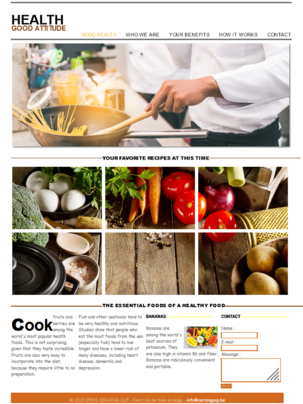 HEALTH
GOOD ATTITUDE
GOOD HEALTH WHO WE ARE YOUR BENEFITS HOW IT WORKS CONTACT
YOUR FAVORITE RECIPES AT THIS TIME
THE ESSENTIAL FOODS OF A HEALTHY FOOD
Cook fruits and
berries are
among the
world's most popular health
foods. This is not surprising,
given that they taste incredible.
Fruits are also very easy to
incorporate into the diet,
because they require little to no
preparation.
Fish and other seafoods tend to
be very healthy and nutritious.
Studies show that people who
eat the most foods from the sea
(especially fish) tend to live
longer and have a lower risk of
many diseases, including heart
disease, dementia and
depression.
BANANAS
Bananas are
among the world's
best sources of
potassium. They
are also high in vitamin B6 and fiber.
Bananas are ridiculously convenient
and portable.
CONTACT
Name :
E-mail :
Message: